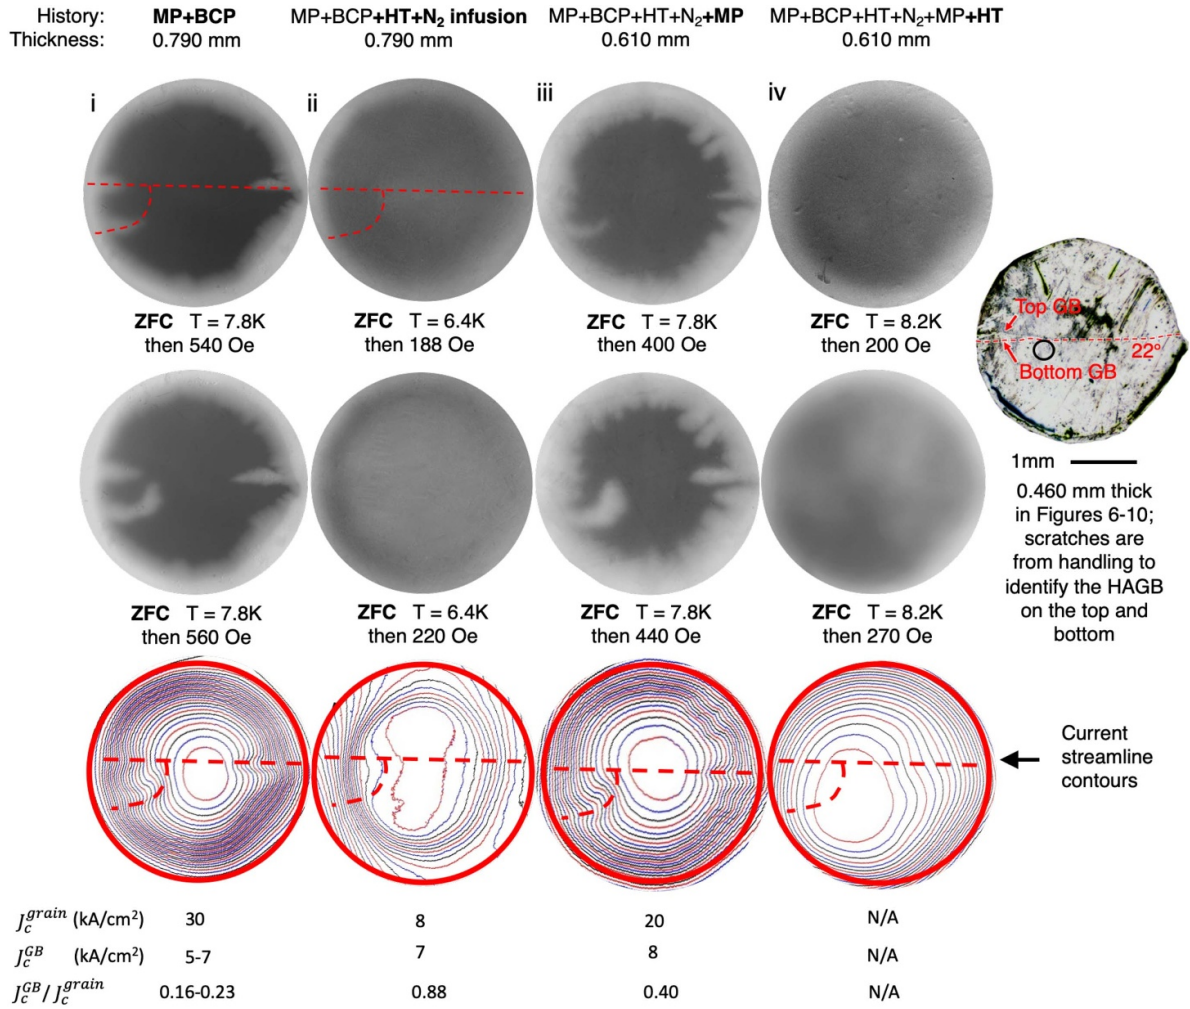 History: MP+BCP MP+BCP+HT+N₂ infusion MP+BCP+HT+N₂+MP MP+BCP+HT+N₂+MP+HT
Thickness: 0.790 mm 0.790 mm 0.610 mm 0.610 mm
i ii iii iv
ZFC T = 7.8K ZFC T = 6.4K ZFC T = 7.8K ZFC T = 8.2K
then 540 Oe then 188 Oe then 400 Oe then 200 Oe
Top GB
22°
Bottom GB
1mm
0.460 mm thick
in Figures 6-10;
scratches are
from handling to
identify the HAGB
on the top and
bottom
ZFC T = 7.8K ZFC T = 6.4K ZFC T = 7.8K ZFC T = 8.2K
then 560 Oe then 220 Oe then 440 Oe then 270 Oe
Current
streamline
contours
J_c^grain (kA/cm²) 30 8 20 N/A
J_c^GB (kA/cm²) 5-7 7 8 N/A
J_c^GB/J_c^grain 0.16-0.23 0.88 0.40 N/A